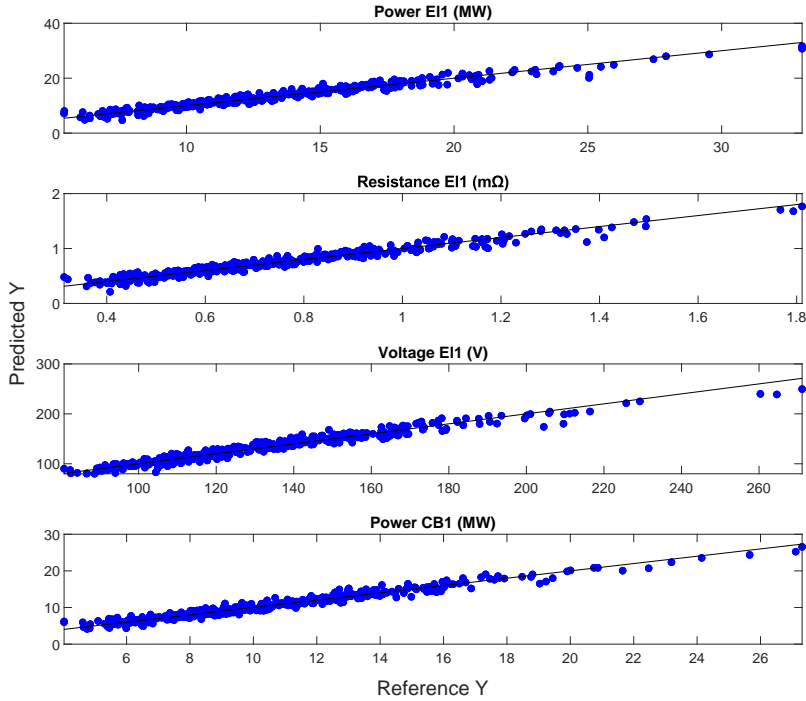 Power El1 (MW)
40
20
0
10 15 20 25 30
Resistance El1 (mΩ)
2
1
0
0.4 0.6 0.8 1 1.2 1.4 1.6 1.8
Voltage El1 (V)
300
200
100
100 120 140 160 180 200 220 240 260
Power CB1 (MW)
30
20
10
0
6 8 10 12 14 16 18 20 22 24 26
Predicted Y
Reference Y